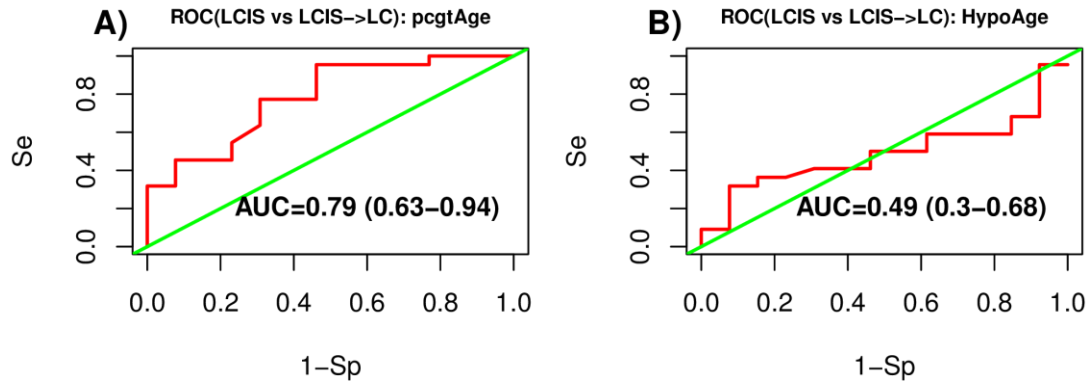 A)
ROC(LCIS vs LCIS−>LC): pcgtAge
Se
0.0 0.4 0.8
AUC=0.79 (0.63−0.94)
0.0 0.2 0.4 0.6 0.8 1.0
1−Sp
B)
ROC(LCIS vs LCIS−>LC): HypoAge
Se
0.0 0.4 0.8
AUC=0.49 (0.3−0.68)
0.0 0.2 0.4 0.6 0.8 1.0
1−Sp